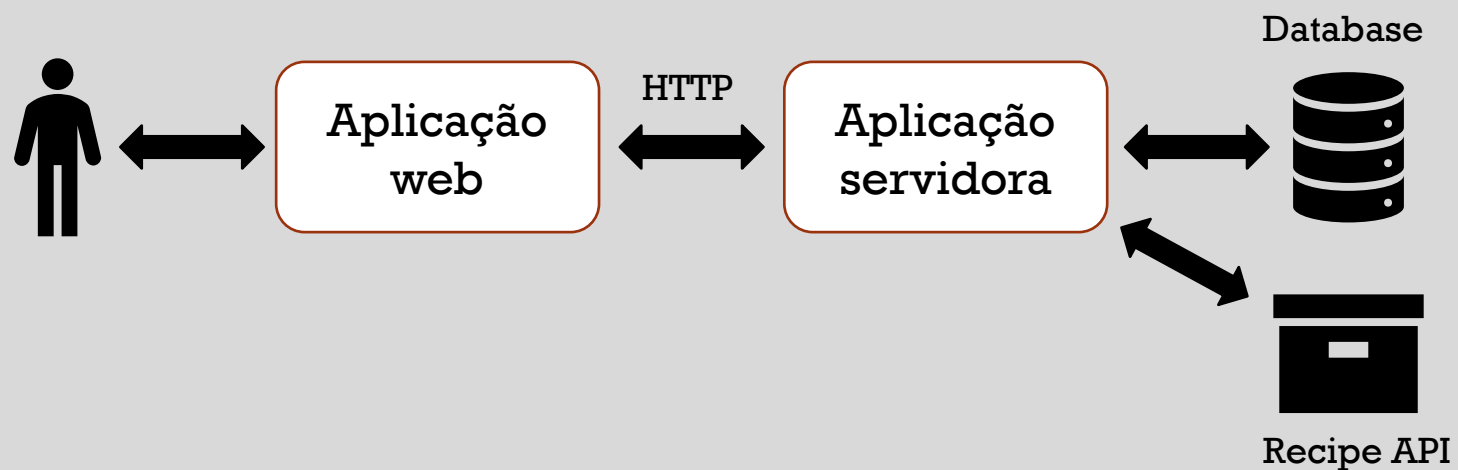 Database
HTTP
Aplicação
web
Aplicação
servidora
Recipe API